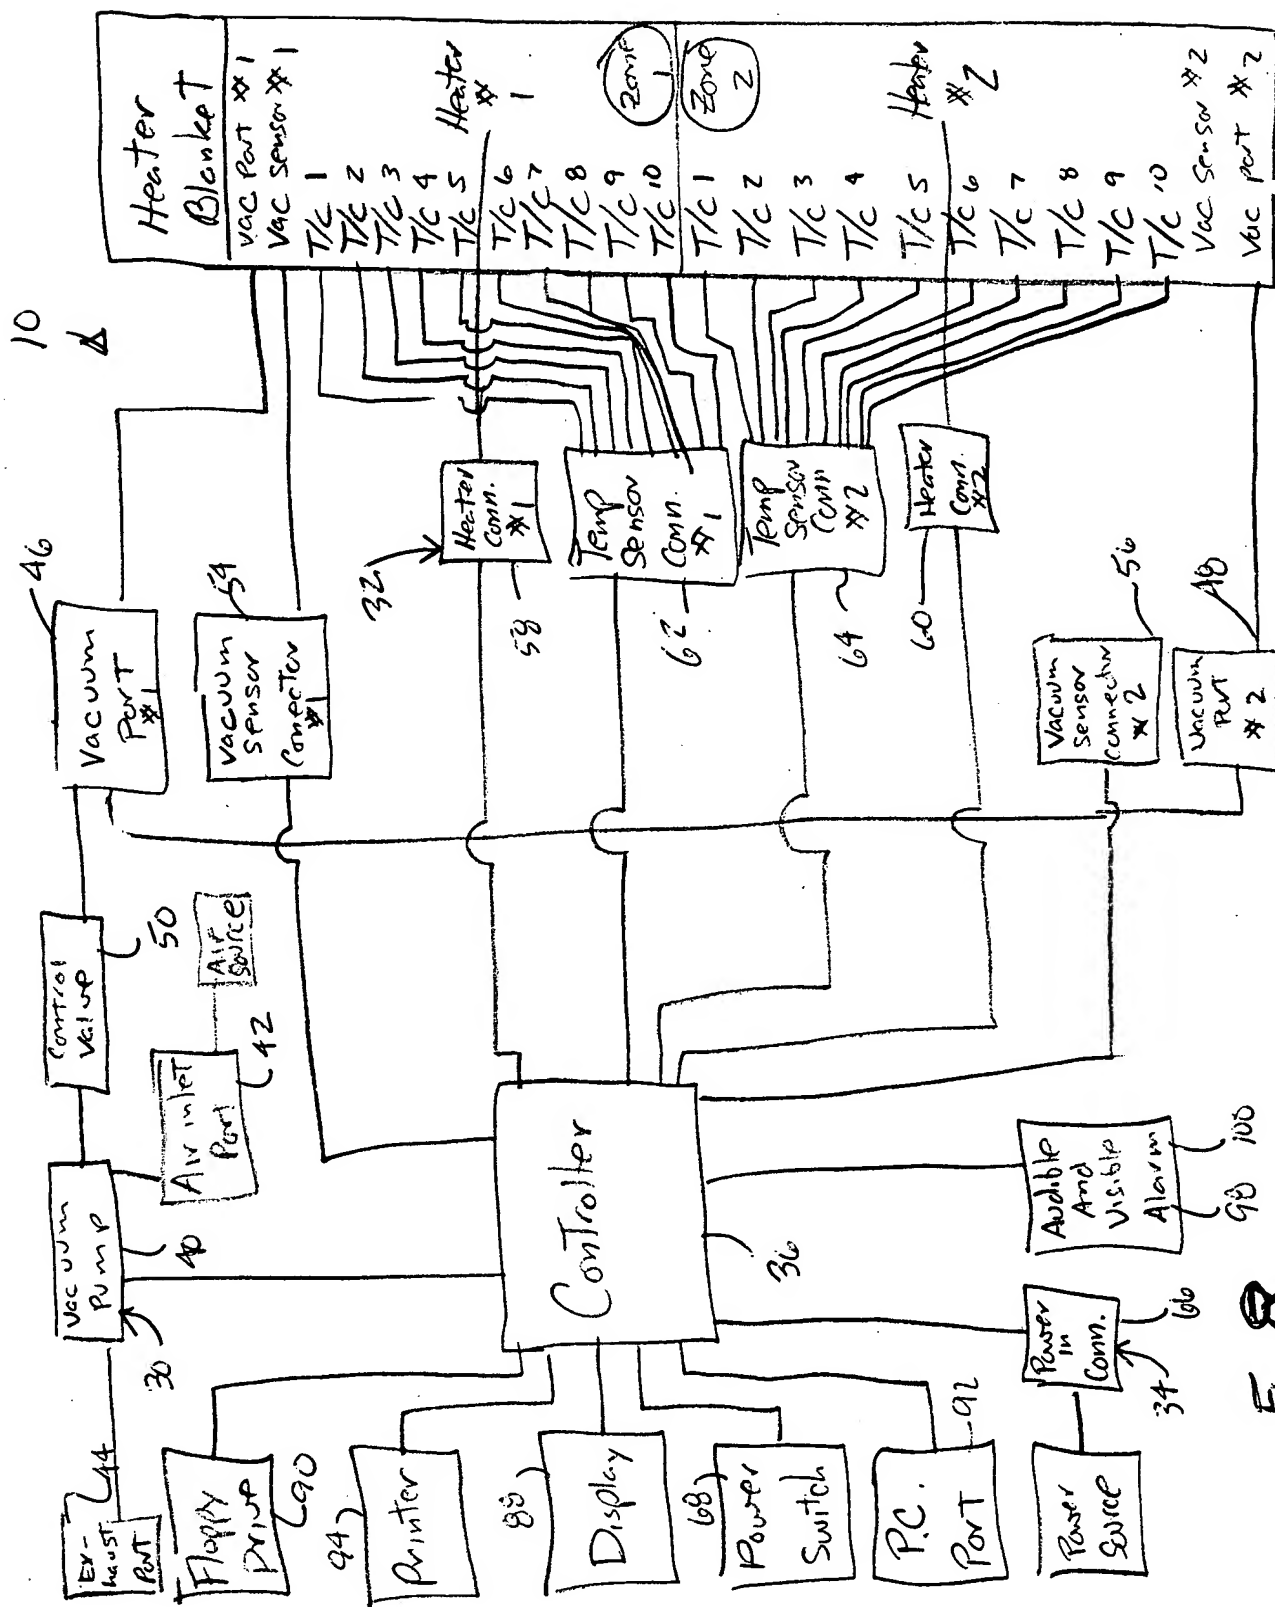 10
Heater
Blanket
Vac Port #1
Vac Sensor #1
T/C 1
T/C 2
T/C 3
T/C 4
T/C 5
T/C 6
T/C 7
T/C 8
T/C 9
T/C 10
Heater
#
1
Zone
1
Zone
2
T/C 1
T/C 2
T/C 3
T/C 4
T/C 5
T/C 6
T/C 7
T/C 8
T/C 9
T/C 10
Heater
#2
Vac Sensor #2
Vac Port #2
46
Vacuum
Port
#1
54
Vacuum
Sensor
Conector
#1
32
Heater
Conn.
#1
58
Temp
Sensor
Conn.
#1
62
Temp
Sensor
Conn
#2
64
Heater
Conn.
#2
60
Vacuum
Sensor
Connector
#2
56
Vacuum
Port
#2
48
Control
Valve
50
Air
Source
Air inlet
Port
42
Vacuum
Pump
40
30
Controller
36
Audible
And
Visible
Alarm
98
100
Power
in
Conn.
66
34
Ex-
haust
Port
44
Floppy
Drive
90
Printer
94
Display
88
Power
Switch
68
P.C.
Port
92
Power
Source